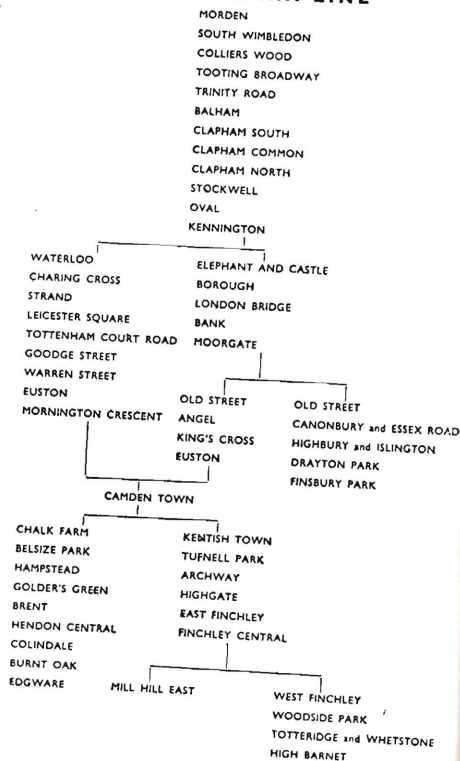 LINE
MORDEN
SOUTH WIMBLEDON
COLLIERS WOOD
TOOTING BROADWAY
TRINITY ROAD
BALHAM
CLAPHAM SOUTH
CLAPHAM COMMON
CLAPHAM NORTH
STOCKWELL
OVAL
KENNINGTON
WATERLOO
CHARING CROSS
STRAND
LEICESTER SQUARE
TOTTENHAM COURT ROAD
GOODGE STREET
WARREN STREET
EUSTON
MORNINGTON CRESCENT
ELEPHANT AND CASTLE
BOROUGH
LONDON BRIDGE
BANK
MOORGATE
OLD STREET
ANGEL
KING'S CROSS
EUSTON
OLD STREET
CANONBURY and ESSEX ROAD
HIGHBURY and ISLINGTON
DRAYTON PARK
FINSBURY PARK
CAMDEN TOWN
CHALK FARM
BELSIZE PARK
HAMPSTEAD
GOLDER'S GREEN
BRENT
HENDON CENTRAL
COLINDALE
BURNT OAK
EDGWARE
KENTISH TOWN
TUFNELL PARK
ARCHWAY
HIGHGATE
EAST FINCHLEY
FINCHLEY CENTRAL
MILL HILL EAST
WEST FINCHLEY
WOODSIDE PARK
TOTTERIDGE and WHETSTONE
HIGH BARNET